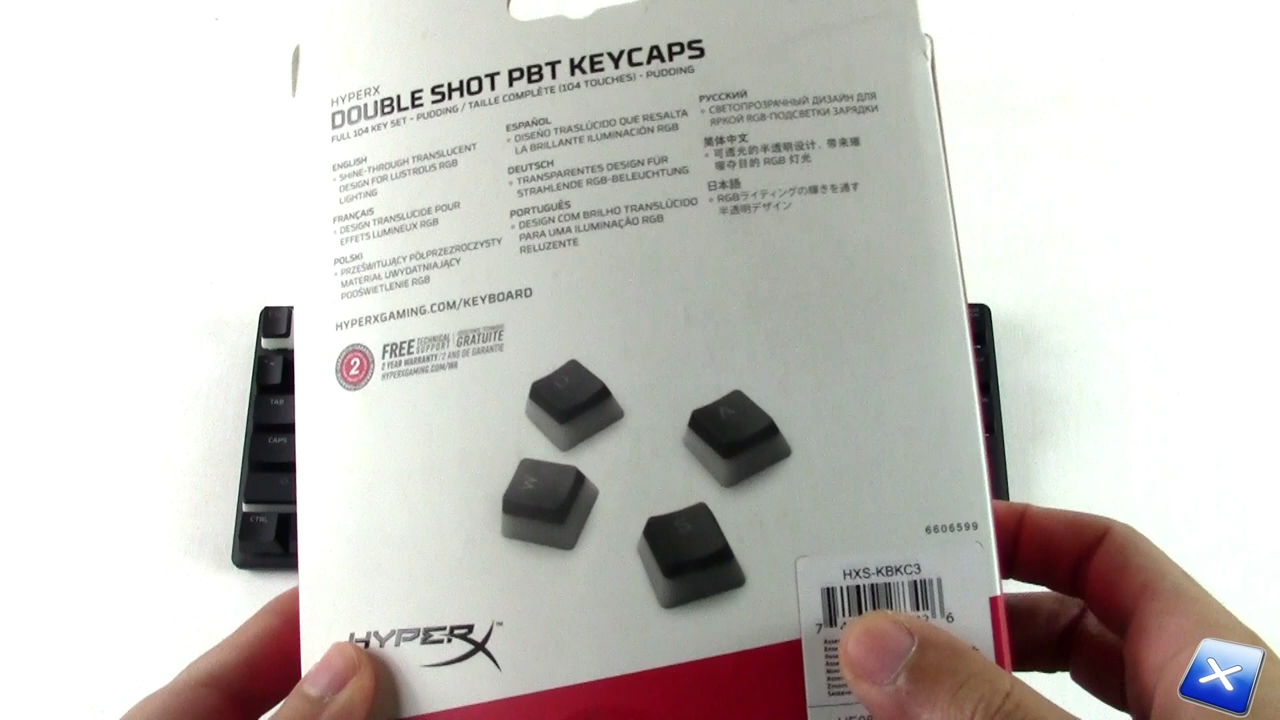 HYPERX
DOUBLE SHOT PBT KEYCAPS
FULL 104 KEY SET - PUDDING / TAILLE COMPLÈTE (104 TOUCHES) - PUDDING
ENGLISH
• SHINE-THROUGH TRANSLUCENT
DESIGN FOR LUSTROUS RGB
LIGHTING
FRANÇAIS
• DESIGN TRANSLUCIDE POUR
EFFETS LUMINEUX RGB
POLSKI
• PRZEŚWITUJĄCY PÓŁPRZEZROCZYSTY
MATERIAŁ UWYDATNIAJĄCY
PODŚWIETLENIE RGB
ESPAÑOL
• DISEÑO TRASLÚCIDO QUE RESALTA
LA BRILLANTE ILUMINACIÓN RGB
DEUTSCH
• TRANSPARENTES DESIGN FÜR
STRAHLENDE RGB-BELEUCHTUNG
PORTUGUÊS
• DESIGN COM BRILHO TRANSLÚCIDO
PARA UMA ILUMINAÇÃO RGB
RELUZENTE
РУССКИЙ
• СВЕТОПРОЗРАЧНЫЙ ДИЗАЙН ДЛЯ
ЯРКОЙ RGB-ПОДСВЕТКИ ЗАРЯДКИ
简体中文
• 可透光的半透明设计，带来璀
璨夺目的 RGB 灯光
日本語
• RGBライティングの輝きを通す
半透明デザイン
HYPERXGAMING.COM/KEYBOARD
2
FREE TECHNICAL SUPPORT
GRATUITE
2 YEAR WARRANTY/2 ANS DE GARANTIE
HYPERXGAMING.COM/WA
D
A
W
S
TAB
CAPS
CTRL
6606599
HXS-KBKC3
7
6
HYPERX™